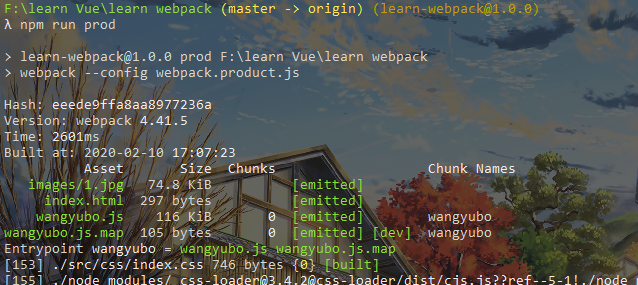 F:\learn Vue\learn webpack (master -> origin) (learn-webpack@1.0.0)
λ npm run prod
> learn-webpack@1.0.0 prod F:\learn Vue\learn webpack
> webpack --config webpack.product.js
Hash: eeede9ffa8aa8977236a
Version: webpack 4.41.5
Time: 2601ms
Built at: 2020-02-10 17:07:23
Asset Size Chunks Chunk Names
images/1.jpg 74.8 KiB [emitted]
index.html 297 bytes [emitted]
wangyubo.js 116 KiB 0 [emitted] wangyubo
wangyubo.js.map 105 bytes 0 [emitted] [dev] wangyubo
Entrypoint wangyubo = wangyubo.js wangyubo.js.map
[153] ./src/css/index.css 746 bytes {0} [built]
[155] ./node_modules/_css-loader@3.4.2@css-loader/dist/cjs.js??ref--5-1!./node_